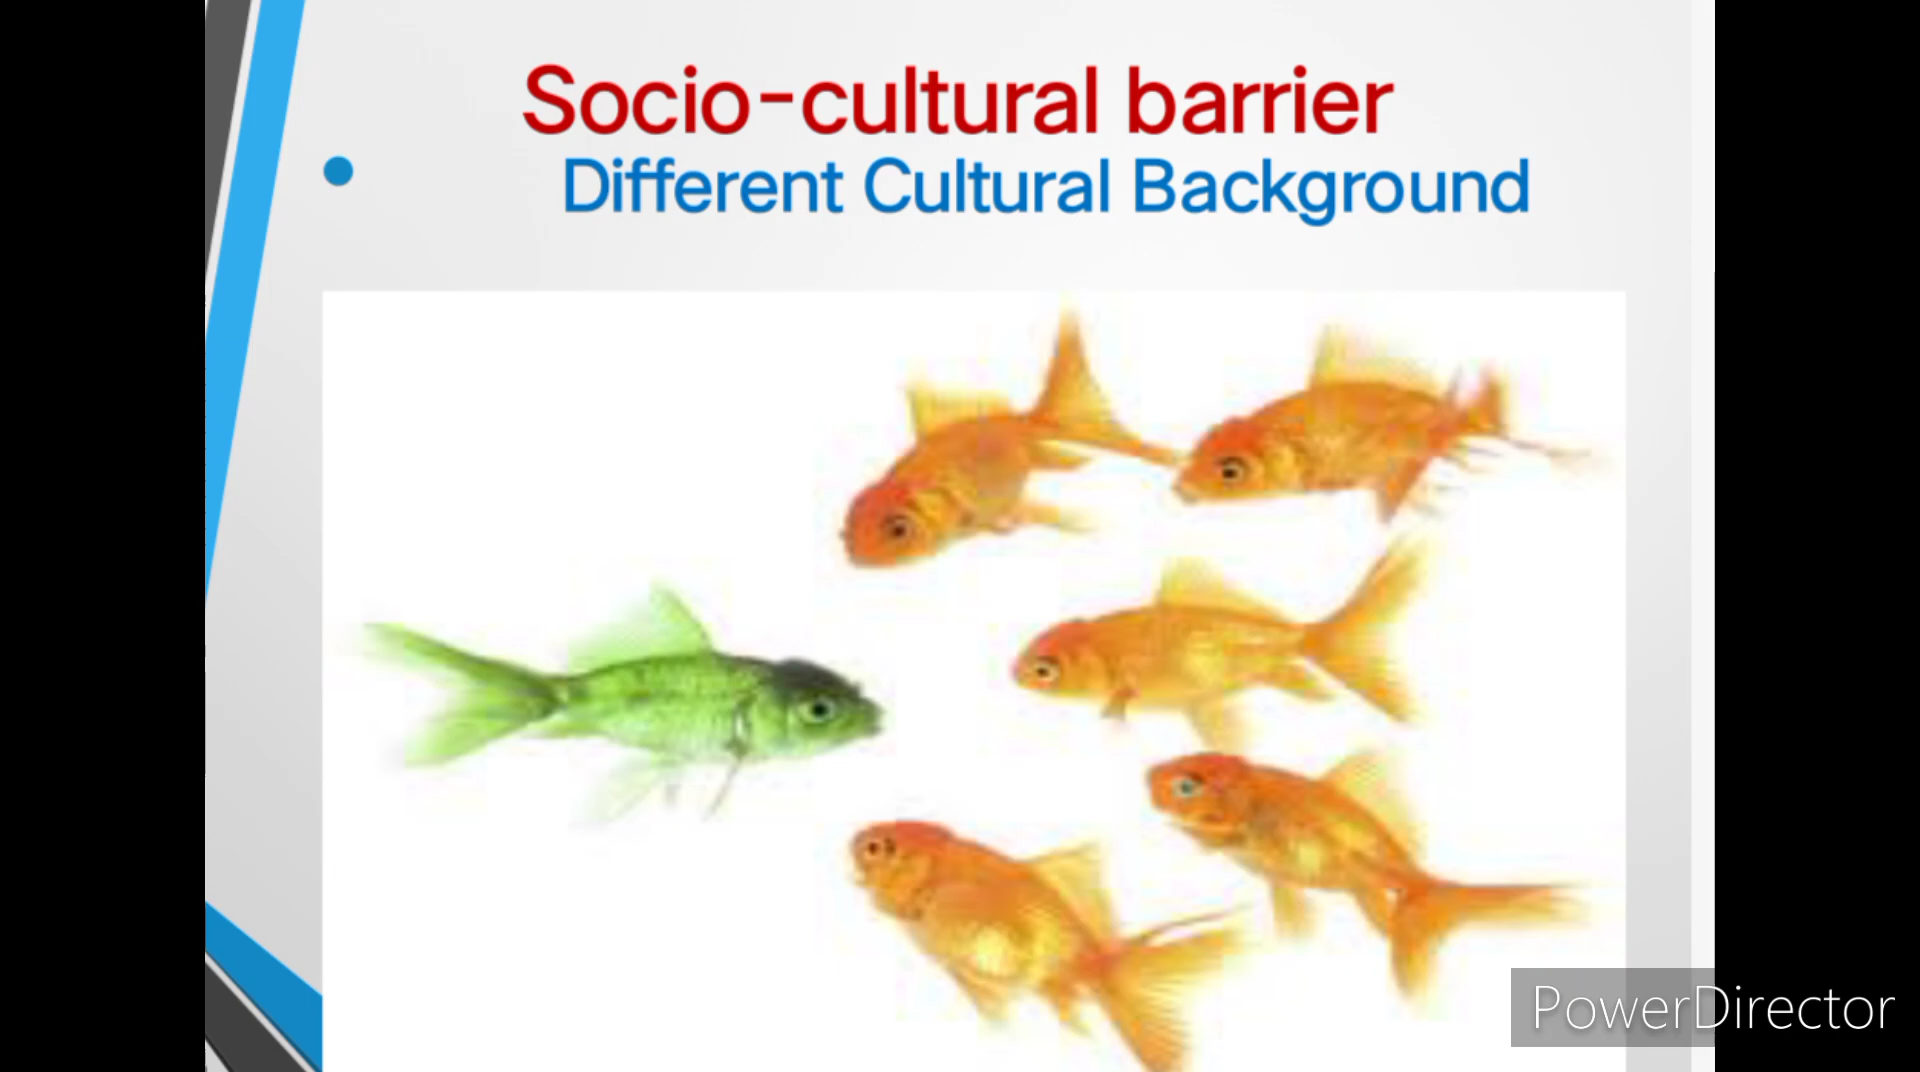 Socio-cultural barrier
• Different Cultural Background
PowerDirector